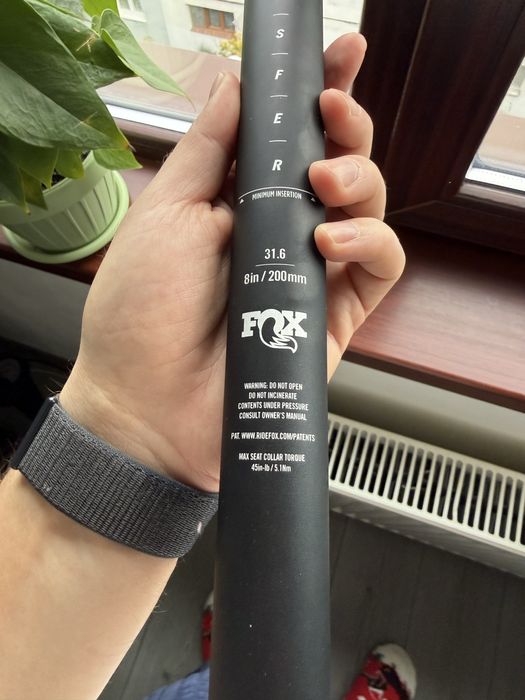 S
F
E
R
MINIMUM INSERTION
31.6
8in / 200mm
FOX
WARNING: DO NOT OPEN
DO NOT INCINERATE
CONTENTS UNDER PRESSURE
CONSULT OWNER'S MANUAL
PAT. WWW.RIDEFOX.COM/PATENTS
MAX SEAT COLLAR TORQUE
45in-lb / 5.1Nm